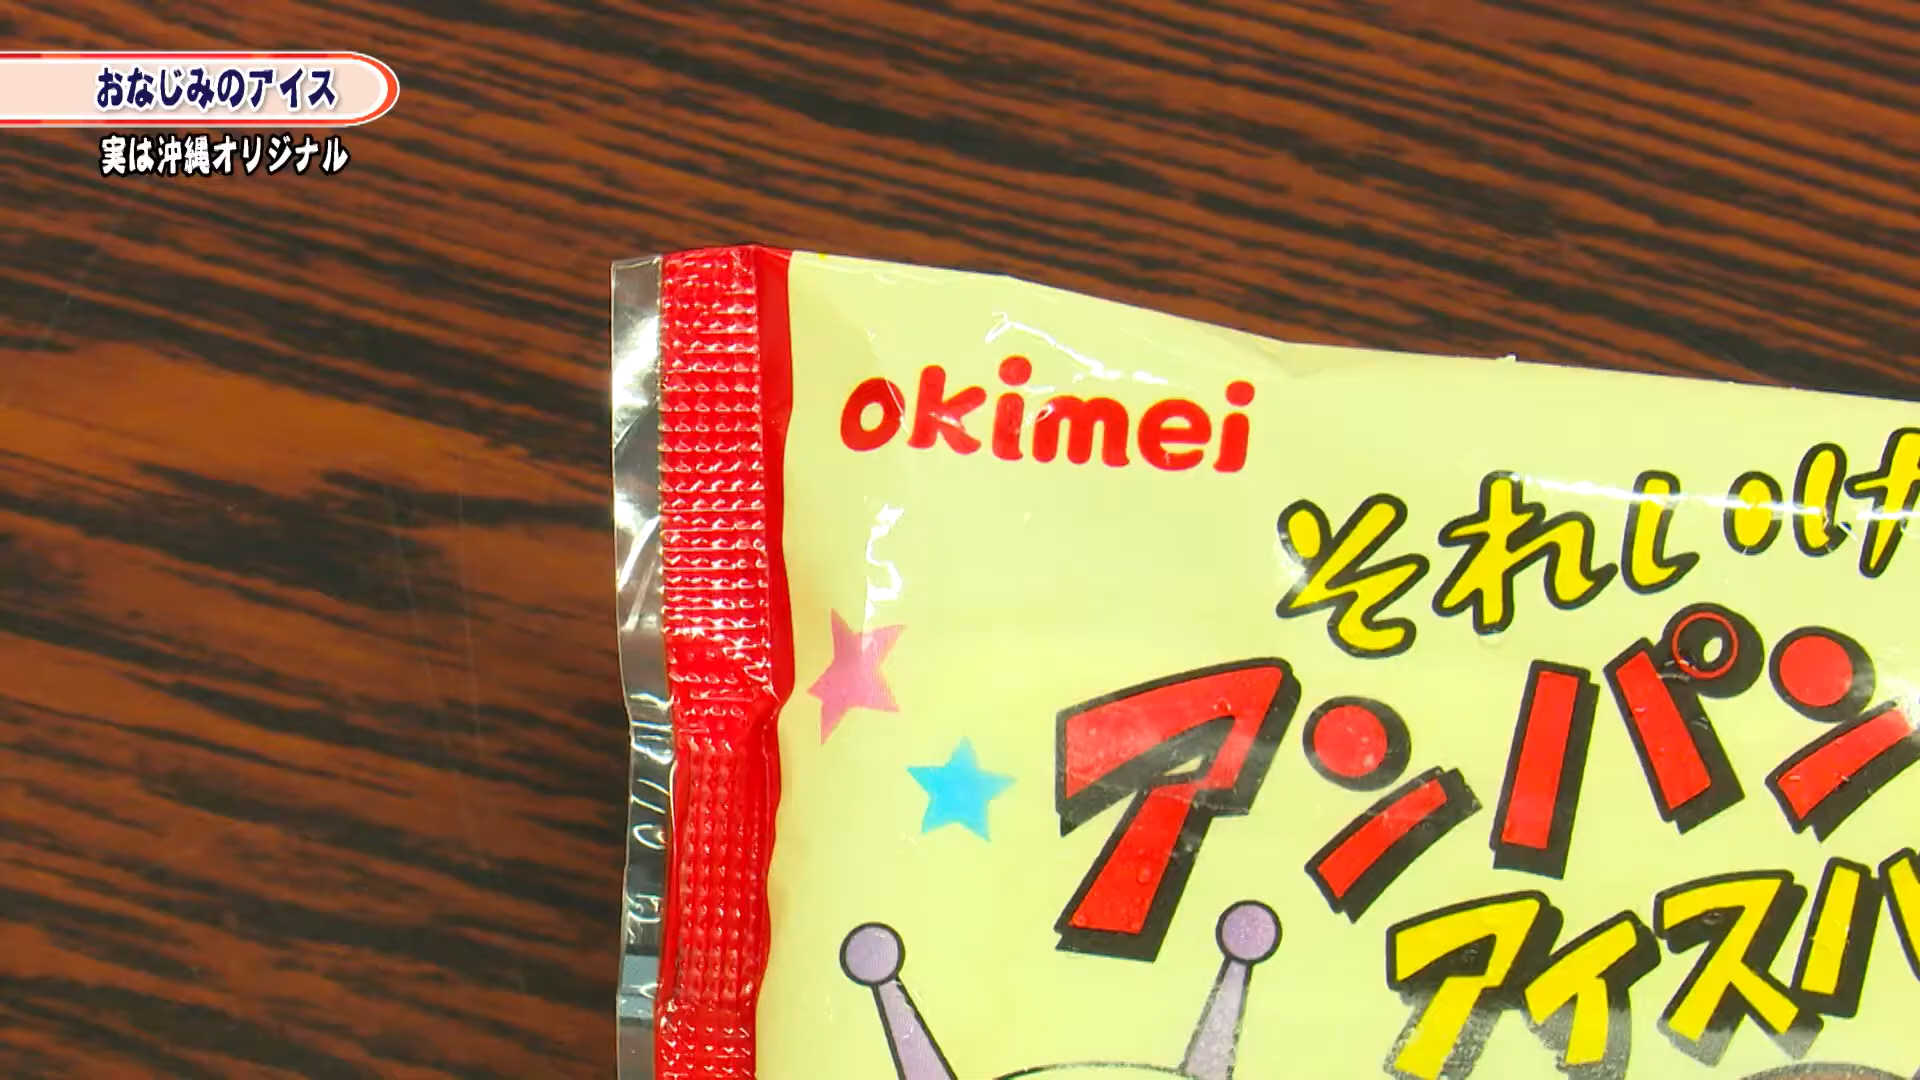 おなじみのアイス
実は沖縄オリジナル
okimei
それいけ
アンパン
アイス